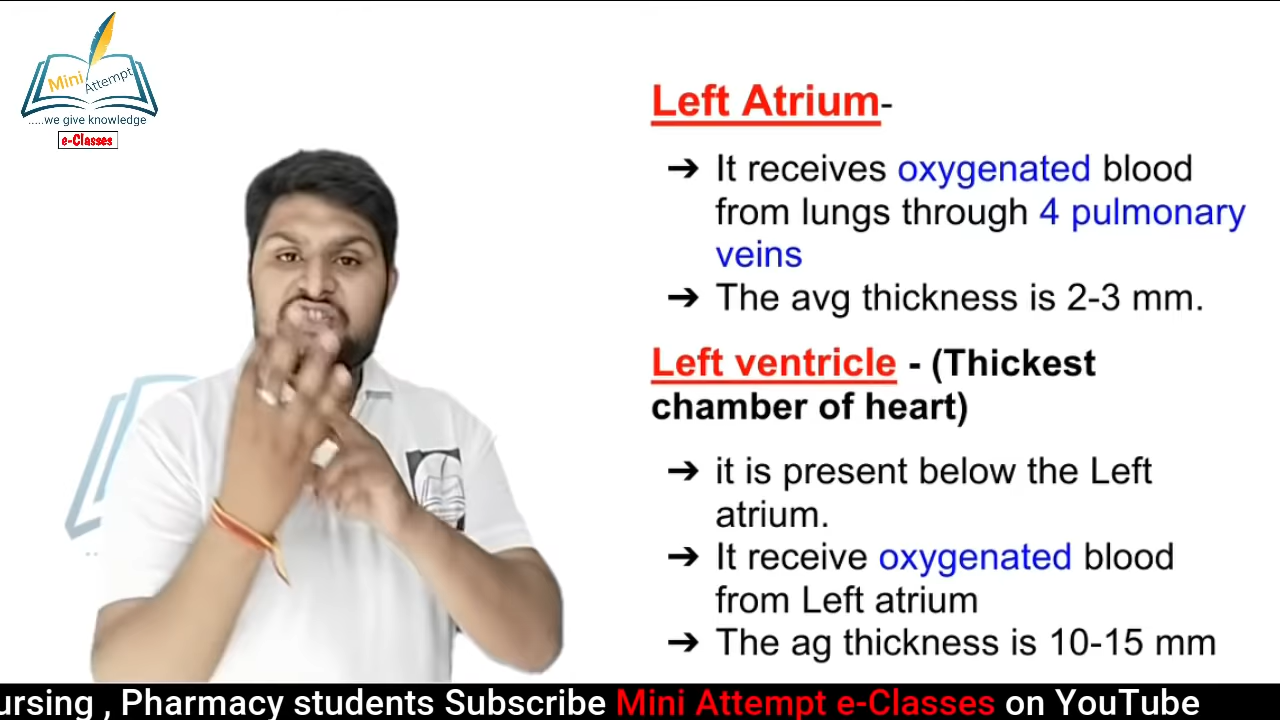 Mini Attempt
.....we give knowledge
e-Classes
Left Atrium-
➔ It receives oxygenated blood
from lungs through 4 pulmonary
veins
➔ The avg thickness is 2-3 mm.
Left ventricle - (Thickest
chamber of heart)
➔ it is present below the Left
atrium.
➔ It receive oxygenated blood
from Left atrium
➔ The ag thickness is 10-15 mm
ursing , Pharmacy students Subscribe Mini Attempt e-Classes on YouTube